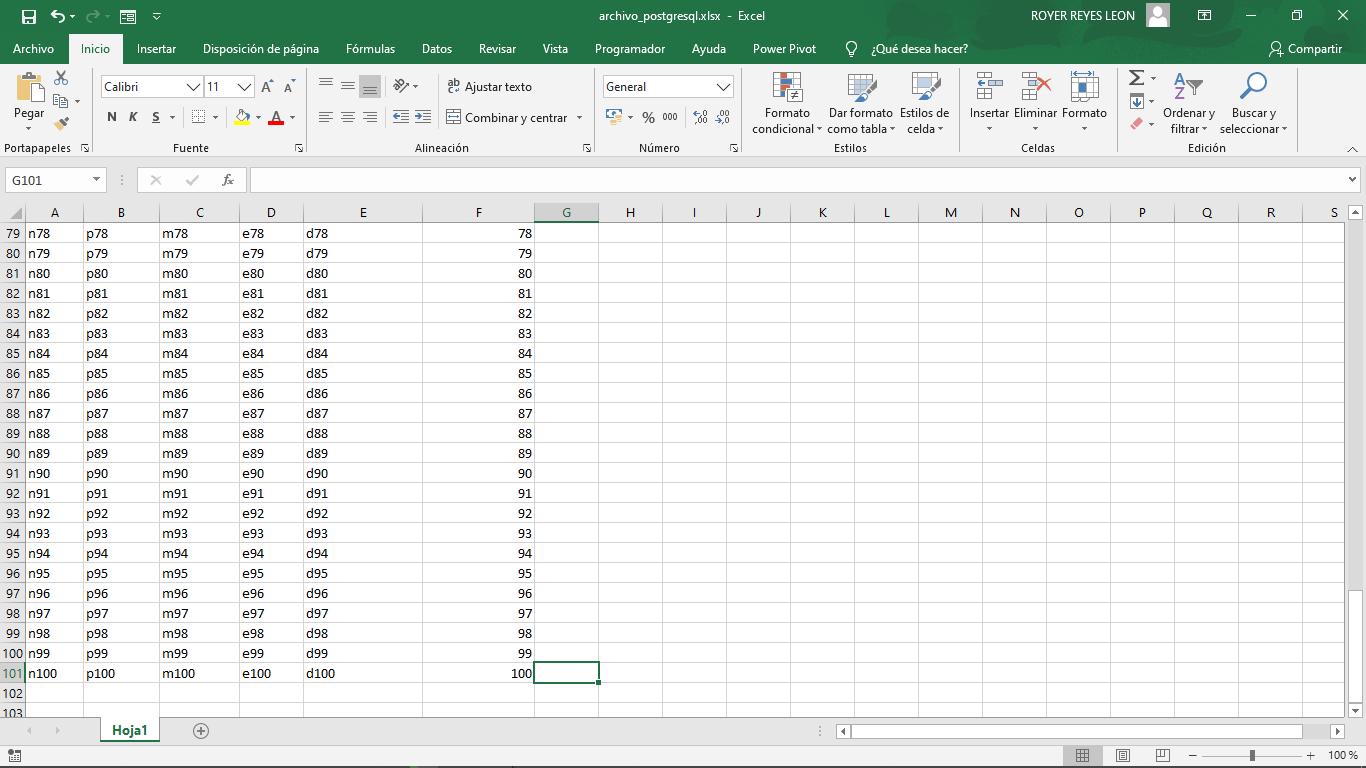 archivo_postgresql.xlsx - Excel
ROYER REYES LEON
Archivo Inicio Insertar Disposición de página Fórmulas Datos Revisar Vista Programador Ayuda Power Pivot ¿Qué desea hacer? Compartir
Pegar
Portapapeles
Calibri 11
N K S
Fuente
Ajustar texto
Combinar y centrar
Alineación
General
% 000
Número
Formato condicional
Dar formato como tabla
Estilos de celda
Estilos
Insertar Eliminar Formato
Celdas
Ordenar y filtrar
Buscar y seleccionar
Edición
G101 fx
A B C D E F G H I J K L M N O P Q R S
79 n78 p78 m78 e78 d78 78
80 n79 p79 m79 e79 d79 79
81 n80 p80 m80 e80 d80 80
82 n81 p81 m81 e81 d81 81
83 n82 p82 m82 e82 d82 82
84 n83 p83 m83 e83 d83 83
85 n84 p84 m84 e84 d84 84
86 n85 p85 m85 e85 d85 85
87 n86 p86 m86 e86 d86 86
88 n87 p87 m87 e87 d87 87
89 n88 p88 m88 e88 d88 88
90 n89 p89 m89 e89 d89 89
91 n90 p90 m90 e90 d90 90
92 n91 p91 m91 e91 d91 91
93 n92 p92 m92 e92 d92 92
94 n93 p93 m93 e93 d93 93
95 n94 p94 m94 e94 d94 94
96 n95 p95 m95 e95 d95 95
97 n96 p96 m96 e96 d96 96
98 n97 p97 m97 e97 d97 97
99 n98 p98 m98 e98 d98 98
100 n99 p99 m99 e99 d99 99
101 n100 p100 m100 e100 d100 100
102
103
Hoja1
100 %